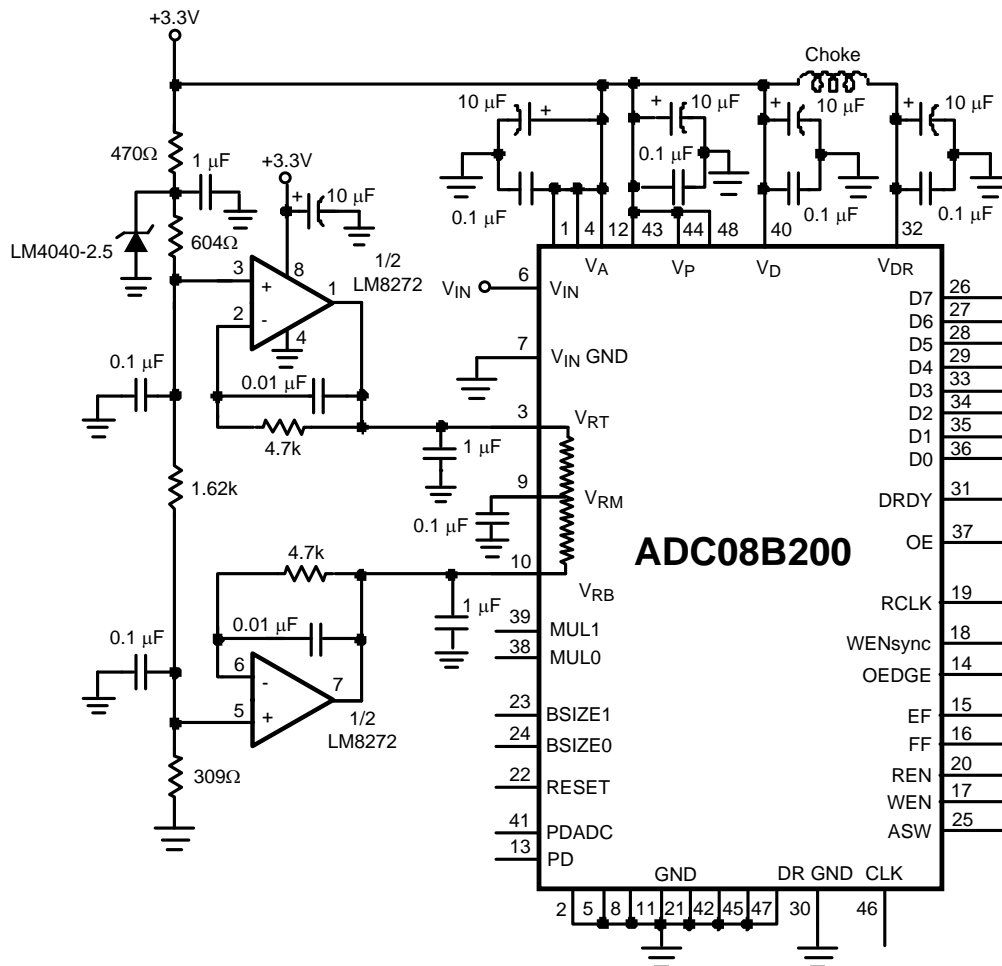 +3.3V
Choke
10 µF
+
+
10 µF
10 µF
+
10 µF
470Ω
1 µF
+3.3V
0.1 µF
+
10 µF
LM4040-2.5
604Ω
0.1 µF
0.1 µF
0.1 µF
1 4 12 43 44 48 40 32
1/2
LM8272
VA VP VD VDR
3
+
8
1
VIN
6
VIN
D7 26
2
-
4
D6 27
D5 28
7
VIN GND
D4 29
0.1 µF
0.01 µF
D3 33
D2 34
4.7k
3
VRT
D1 35
1 µF
D0 36
1.62k
9
VRM
DRDY 31
0.1 µF
ADC08B200
OE 37
4.7k
10
VRB
RCLK 19
0.1 µF
0.01 µF
1 µF
39
MUL1
WENsync 18
38
MUL0
OEDGE 14
6
-
7
5
+
1/2
LM8272
23
BSIZE1
EF 15
24
BSIZE0
FF 16
309Ω
22
RESET
REN 20
WEN 17
41
PDADC
ASW 25
13
PD
GND DR GND CLK
2 5 8 11 21 42 45 47 30 46